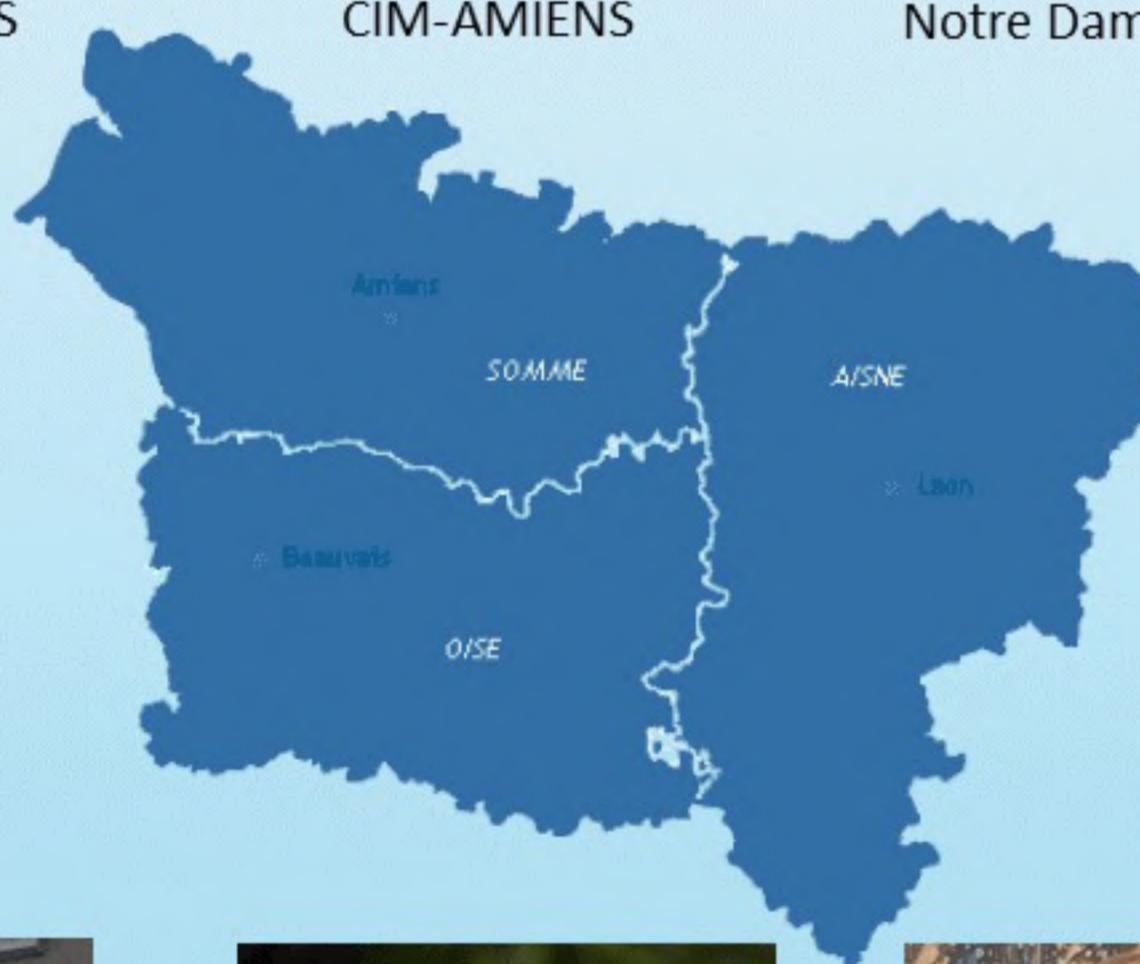 S
CIM-AMIENS
Notre Dam
Amiens
SOMME
AISNE
Laon
Beauvais
OISE